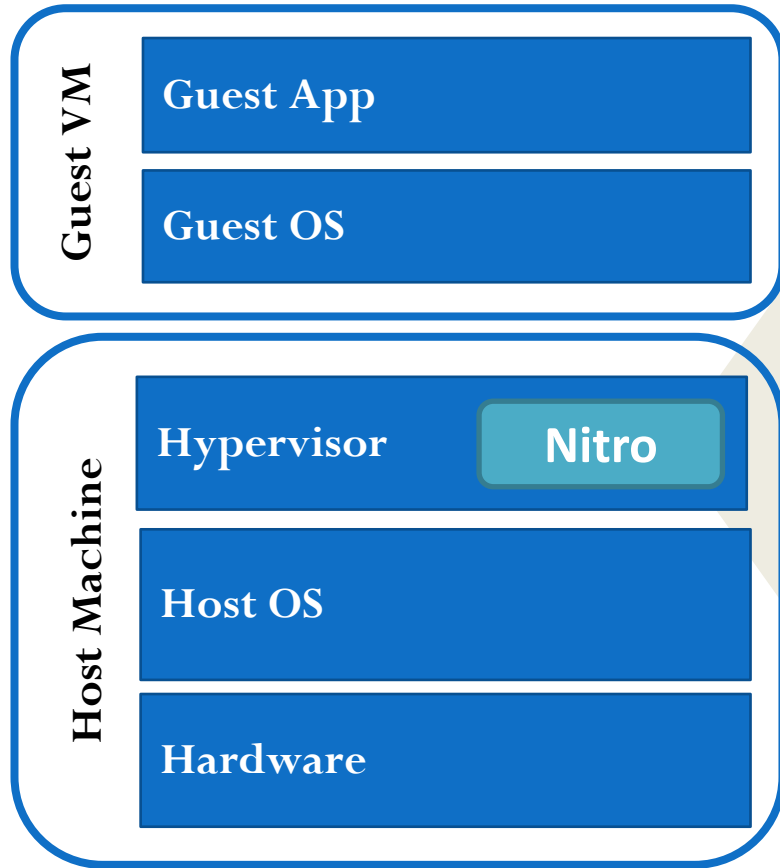 Guest VM
Guest App
Guest OS
Host Machine
Hypervisor
Nitro
Host OS
Hardware